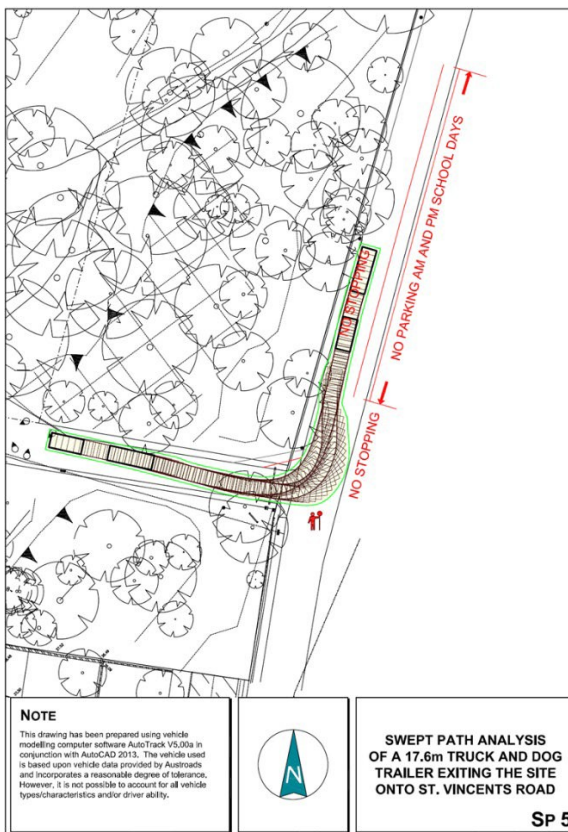 NO PARKING AM AND PM SCHOOL DAYS
NO STOPPING
NO STOPPING
NOTE
This drawing has been prepared using vehicle
modelling computer software AutoTrack V5.00a in
conjunction with AutoCAD 2013. The vehicle used
is based upon vehicle data provided by Austroads
and incorporates a reasonable degree of tolerance.
However, it is not possible to account for all vehicle
types/characteristics and/or driver ability.
N
SWEPT PATH ANALYSIS
OF A 17.6m TRUCK AND DOG
TRAILER EXITING THE SITE
ONTO ST. VINCENTS ROAD
SP 5